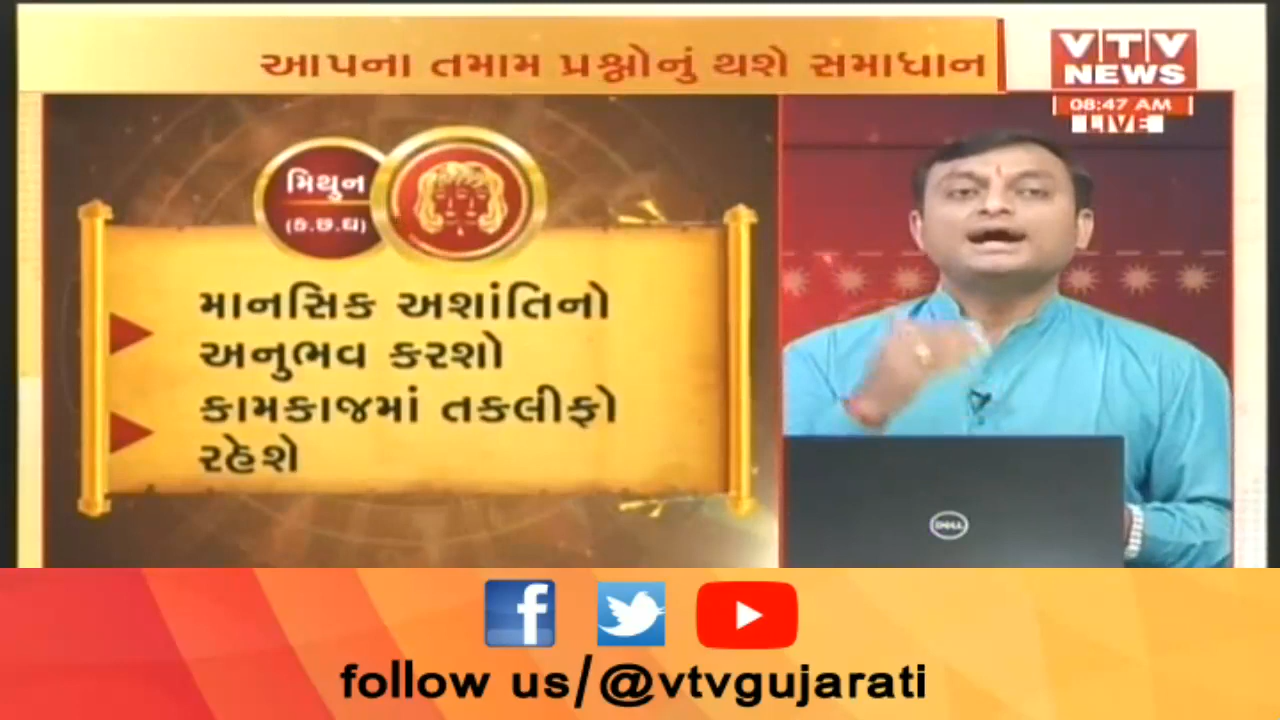 આપના તમામ પ્રશ્નોનું થશે સમાધાન
VTV
NEWS
08:47 AM
LIVE
મિથુન
(ક.છ.ઘ)
માનસિક અશાંતિનો
અનુભવ કરશો
કામકાજમાં તકલીફો
રહેશે
DELL
follow us/@vtvgujarati